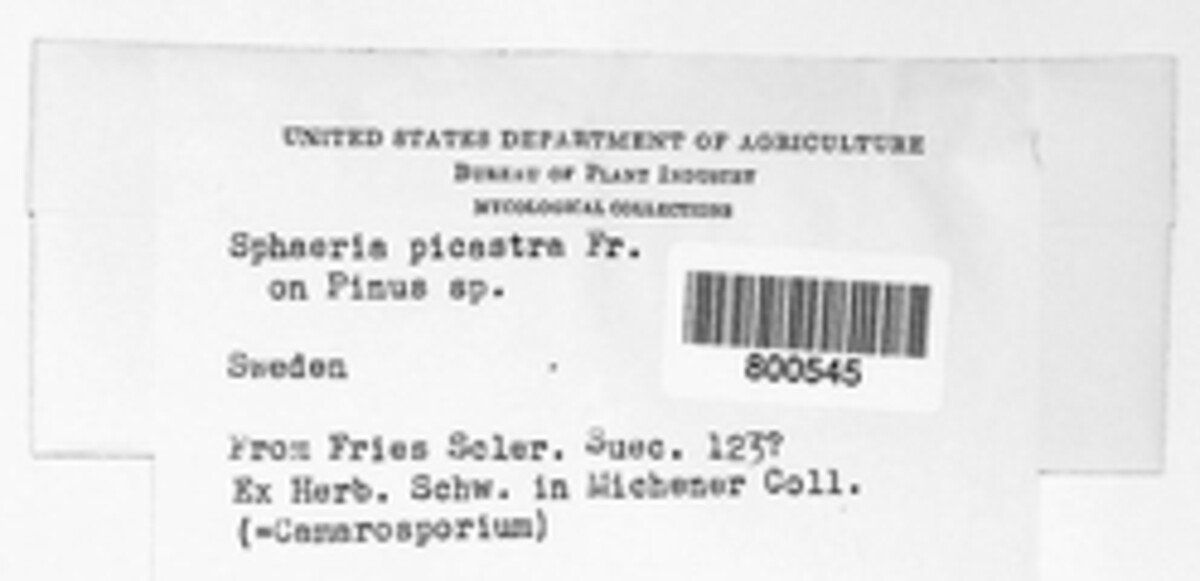 UNITED STATES DEPARTMENT OF AGRICULTURE
BUREAU OF PLANT INDUSTRY
MYCOLOGICAL COLLECTIONS
Sphaeria picastra Fr.
on Pinus sp.
800545
Sweden
From Fries Scler. Suec. 123?
Ex Herb. Schw. in Michener Coll.
(=Camarosporium)